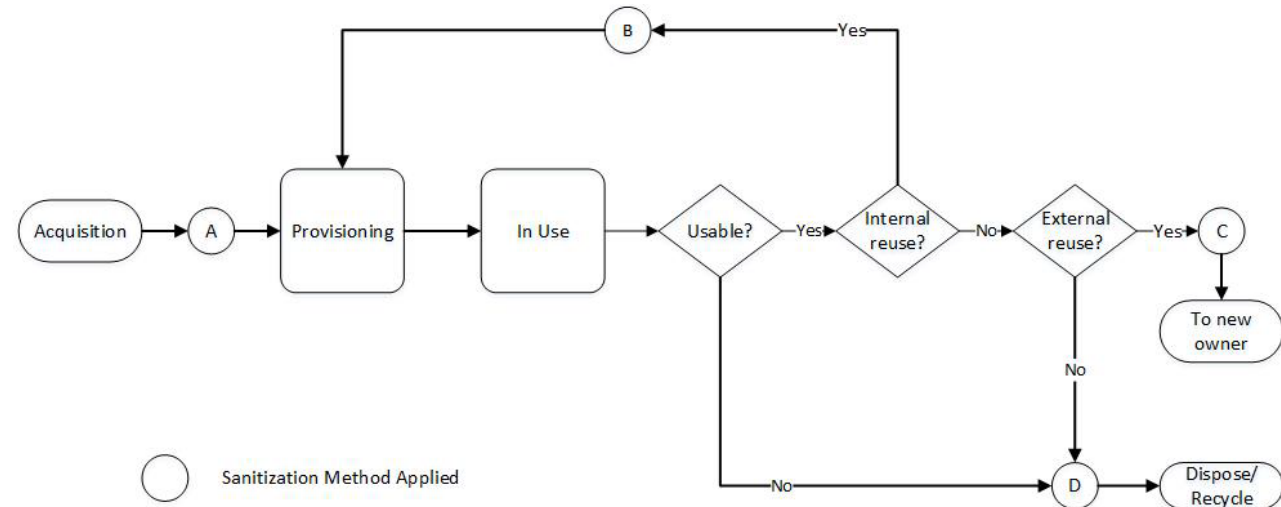 B
Yes
Acquisition
A
Provisioning
In Use
Usable?
Yes
Internal
reuse?
No
External
reuse?
Yes
C
To new
owner
No
Sanitization Method Applied
No
D
Dispose/
Recycle